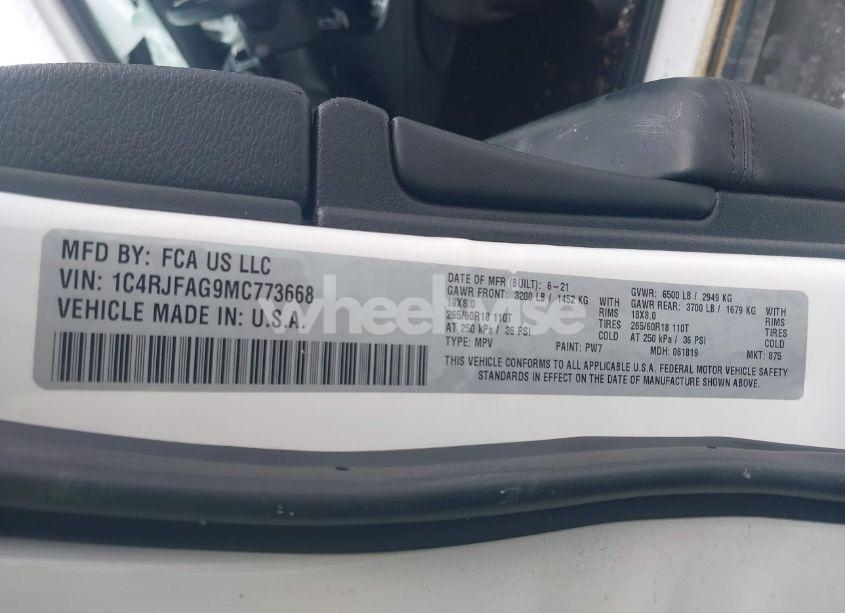 MFD BY: FCA US LLC
VIN: 1C4RJFAG9MC773668
VEHICLE MADE IN: U.S.A.
DATE OF MFR (BUILT): 6-21 GVWR: 6500 LB / 2949 KG
GAWR FRONT: 3200 LB / 1452 KG WITH GAWR REAR: 3700 LB / 1679 KG WITH
18X8.0 RIMS 18X8.0 RIMS
265/60R18 110T TIRES 265/60R18 110T TIRES
AT 250 kPa / 36 PSI COLD AT 250 kPa / 36 PSI COLD
TYPE: MPV PAINT: PW7 MDH: 061819 MKT: 875
THIS VEHICLE CONFORMS TO ALL APPLICABLE U.S.A. FEDERAL MOTOR VEHICLE SAFETY
STANDARDS IN EFFECT ON THE DATE OF MANUFACTURE SHOWN ABOVE.